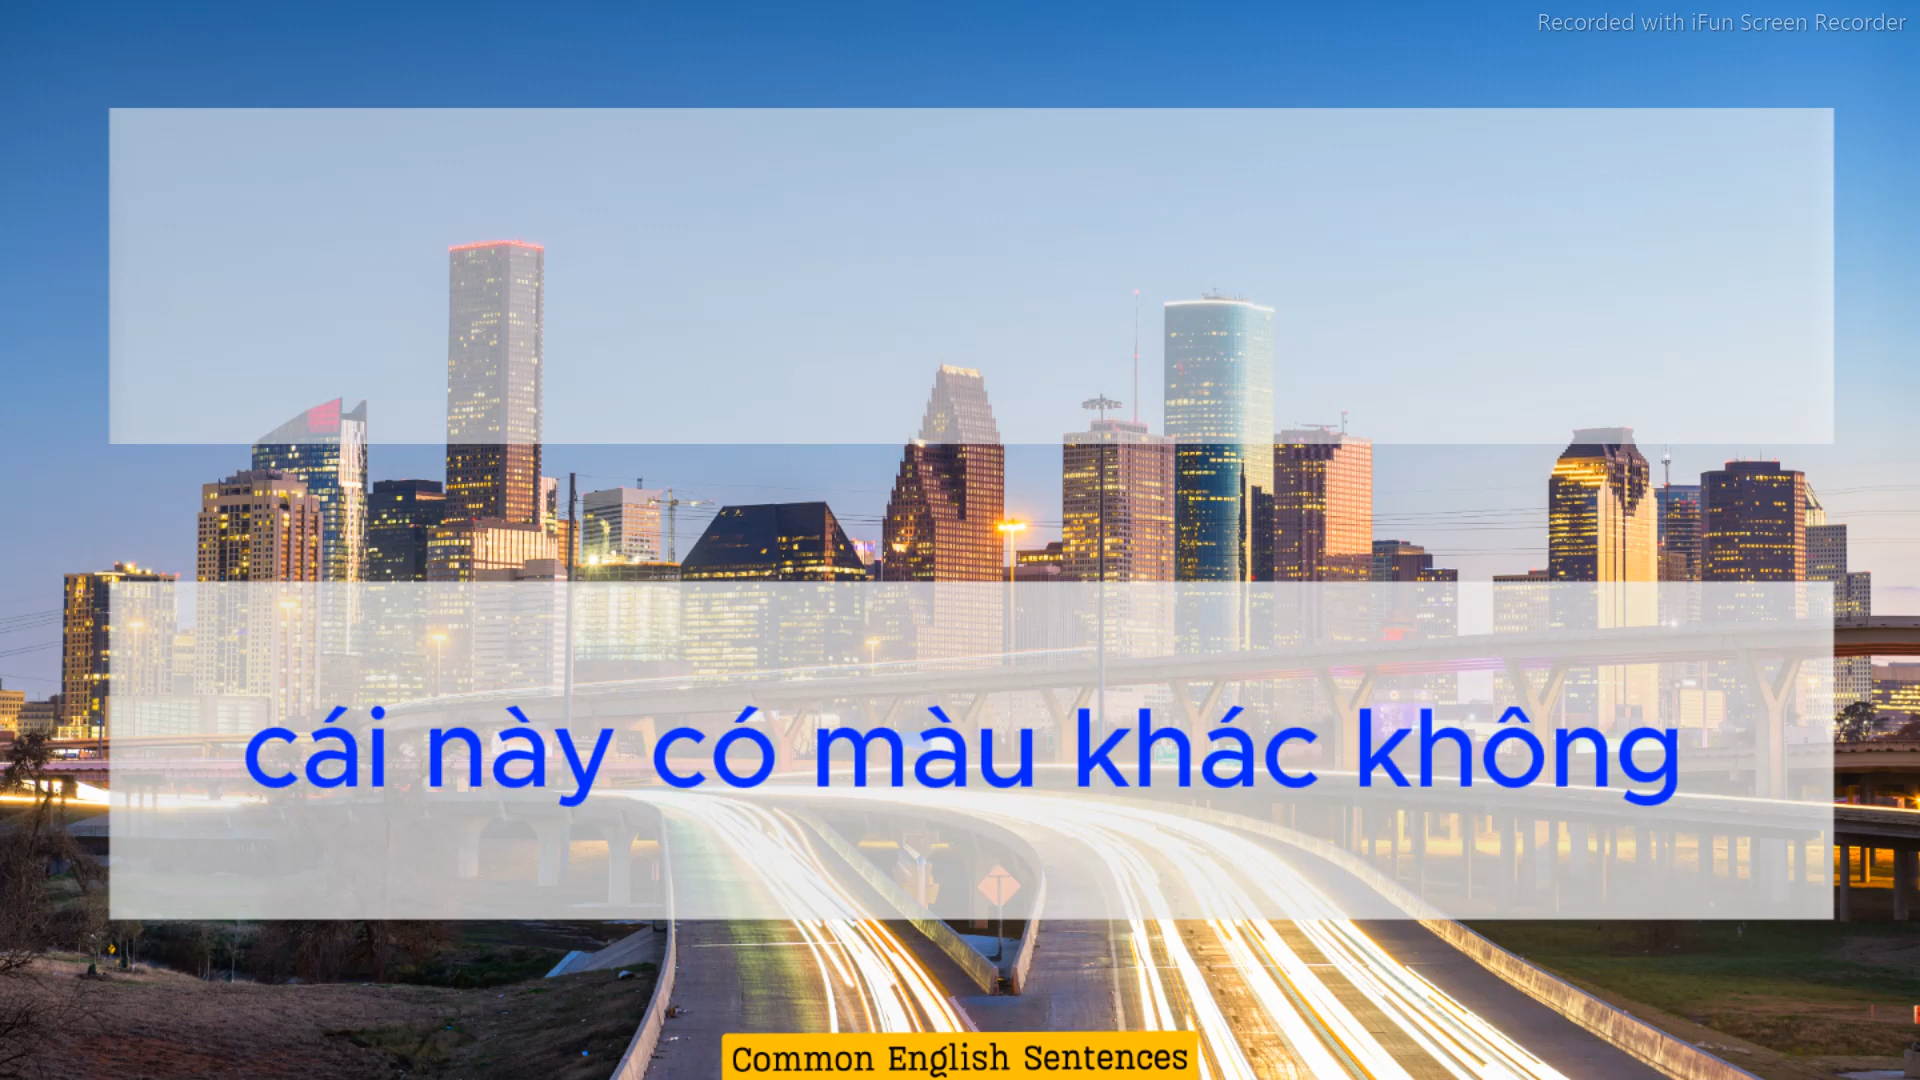 Recorded with iFun Screen Recorder
cái này có màu khác không
Common English Sentences